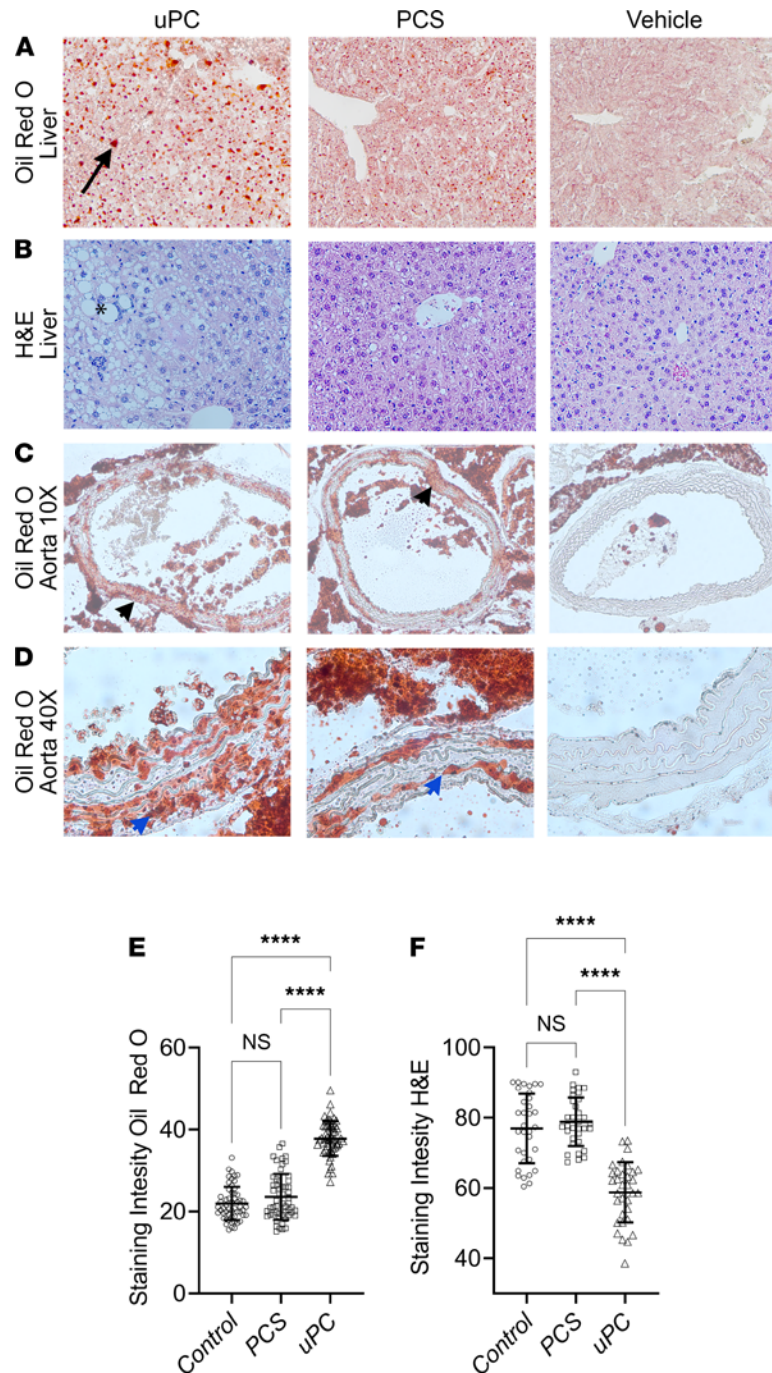 uPC PCS Vehicle
A
Oil Red O
Liver
B
*
H&E
Liver
C
Oil Red O
Aorta 10X
D
Oil Red O
Aorta 40X
E
****
****
NS
Staining Intesity Oil Red O
60
40
20
0
Control PCS uPC
F
****
****
NS
Staining Intesity H&E
100
80
60
40
Control PCS uPC